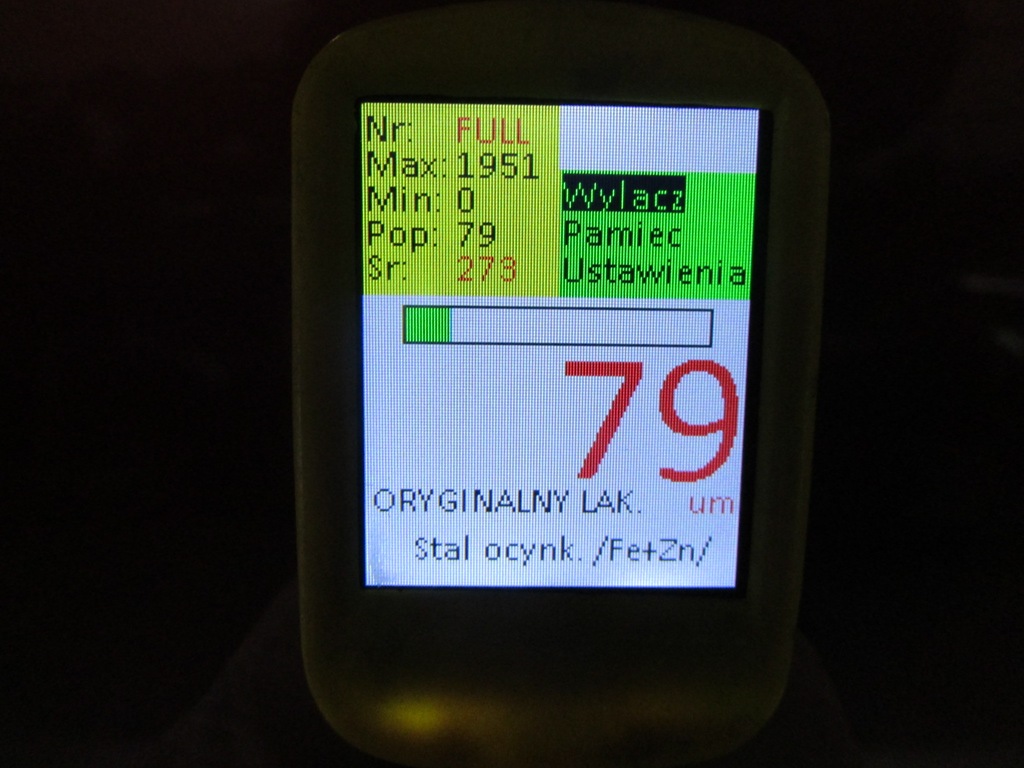 Nr: FULL
Max: 1951
Min: 0
Pop: 79
Sr: 273
Wylacz
Pamiec
Ustawienia
79
ORYGINALNY LAK. um
Stal ocynk. /Fe+Zn/